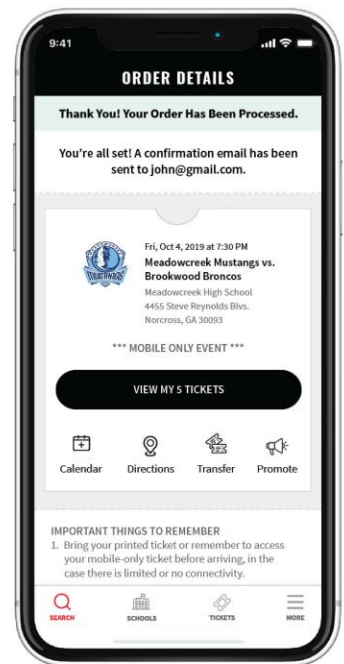 9:41
ORDER DETAILS
Thank You! Your Order Has Been Processed.
You're all set! A confirmation email has been
sent to john@gmail.com.
Fri, Oct 4, 2019 at 7:30 PM
Meadowcreek Mustangs vs.
Brookwood Broncos
Meadowcreek High School
4455 Steve Reynolds Blvs.
Norcross, GA 30093
MUSTANGS
*** MOBILE ONLY EVENT ***
VIEW MY 5 TICKETS
Calendar Directions Transfer Promote
IMPORTANT THINGS TO REMEMBER
1. Bring your printed ticket or remember to access
your mobile-only ticket before arriving, in the
case there is limited or no connectivity.
SEARCH SCHOOLS TICKETS MORE